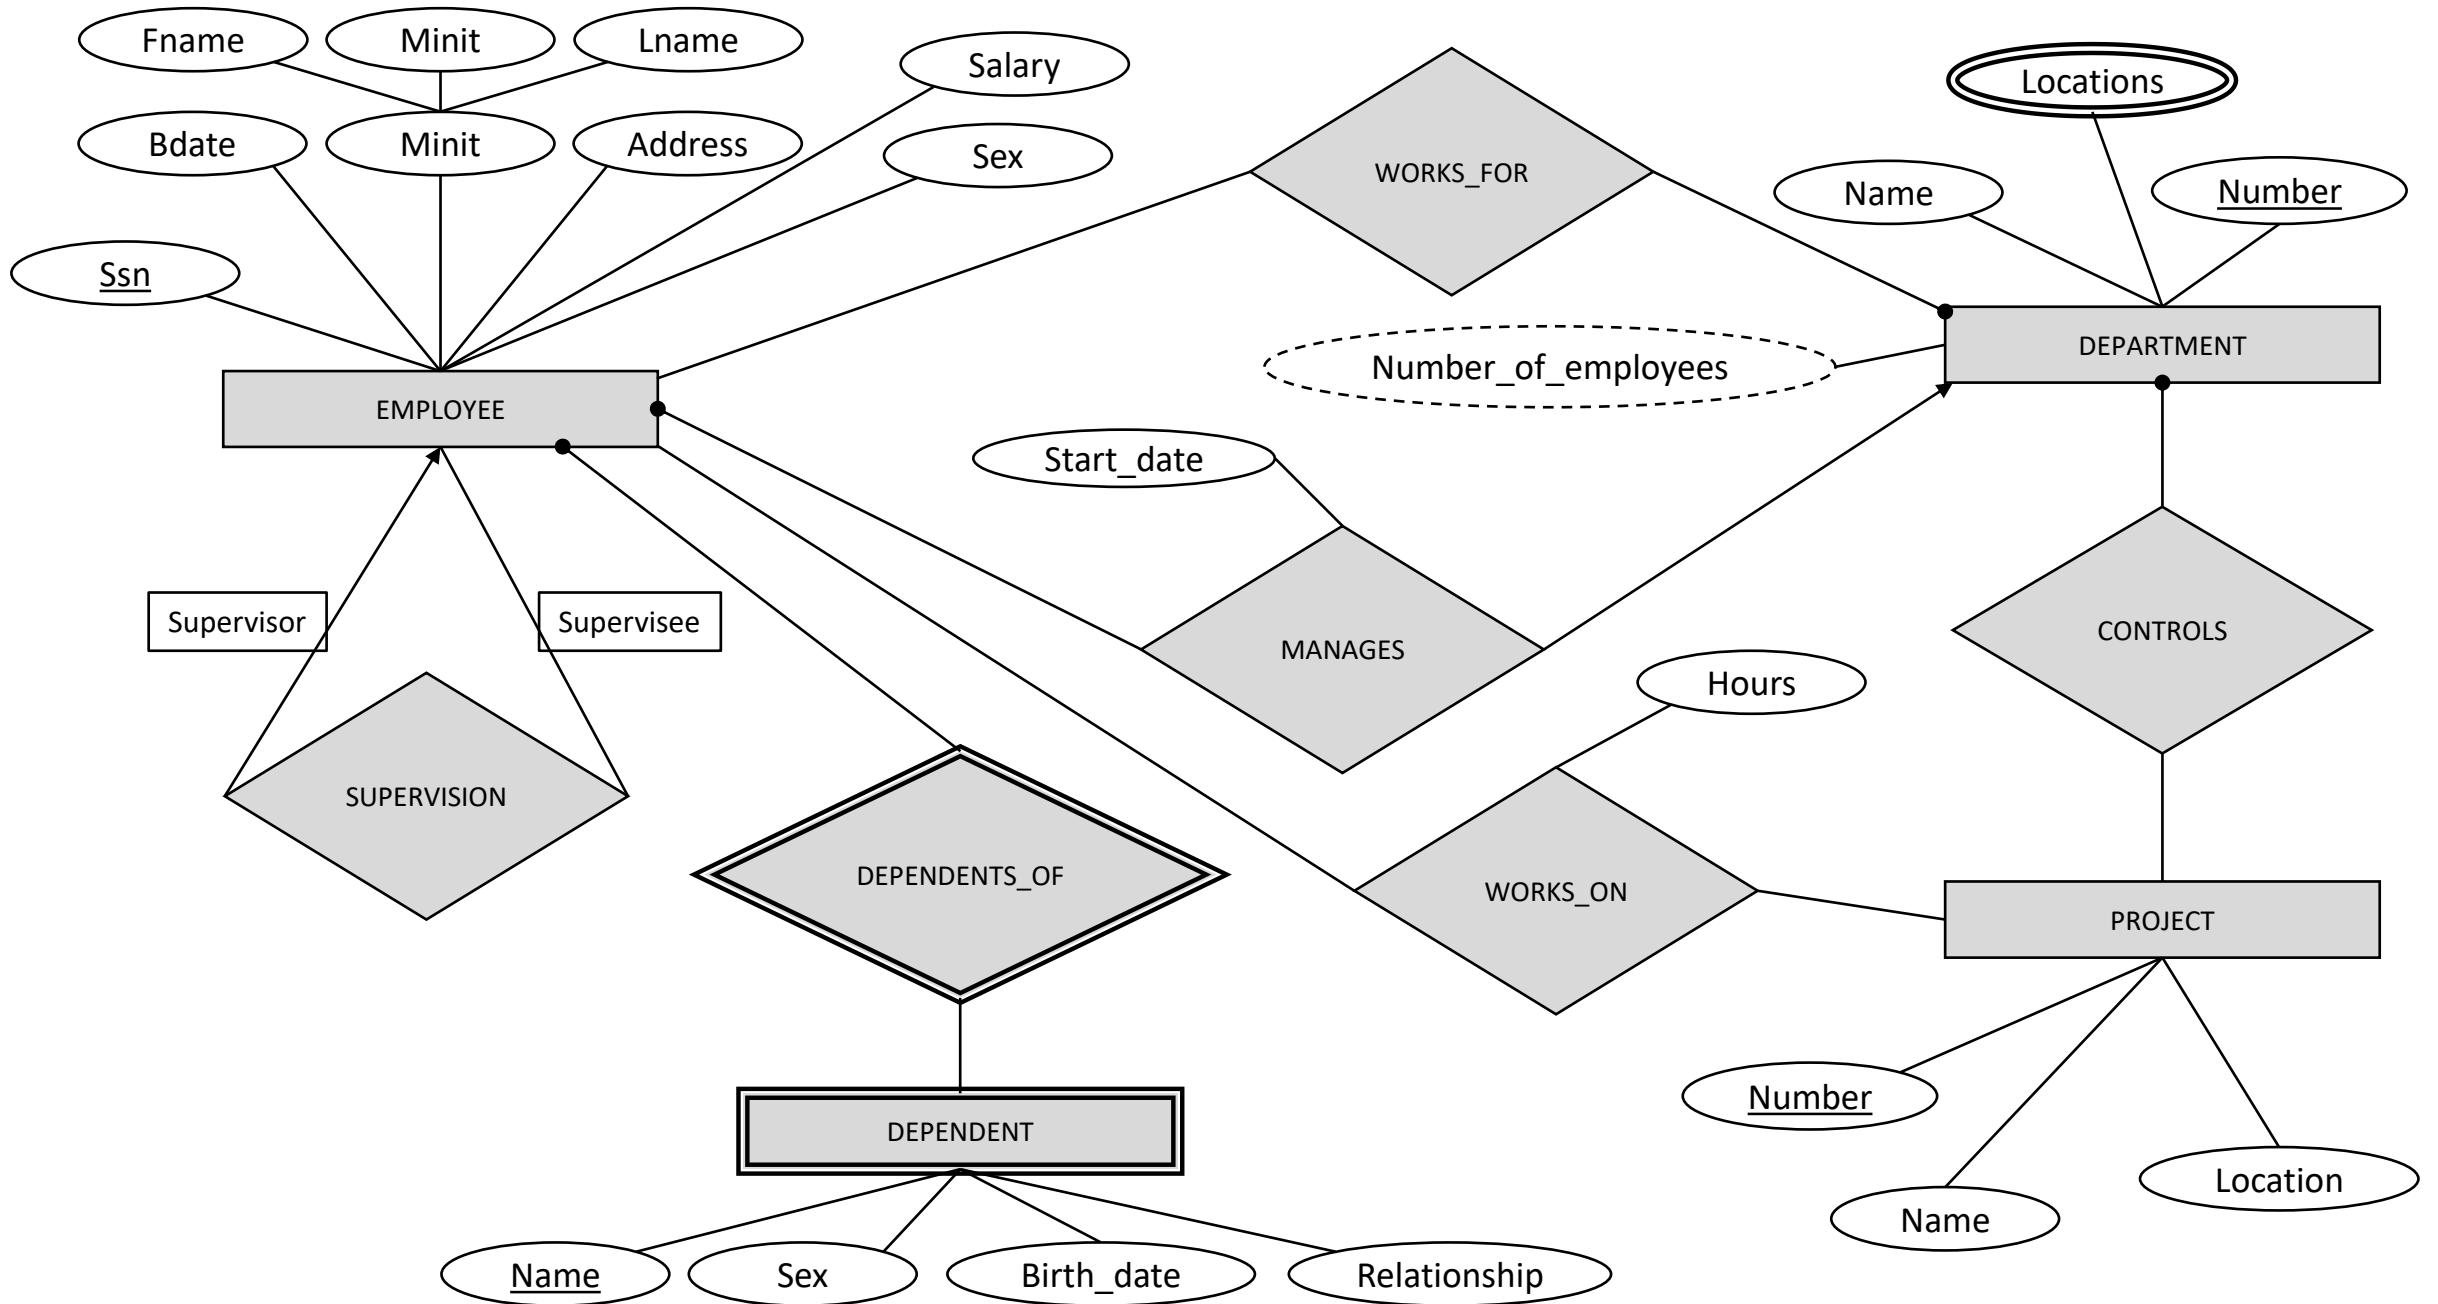 Fname
Minit
Lname
Salary
Locations
Bdate
Minit
Address
Sex
WORKS_FOR
Name
Number
Ssn
Number_of_employees
DEPARTMENT
EMPLOYEE
Start_date
Supervisor
Supervisee
MANAGES
CONTROLS
Hours
SUPERVISION
DEPENDENTS_OF
WORKS_ON
PROJECT
DEPENDENT
Number
Location
Name
Name
Sex
Birth_date
Relationship